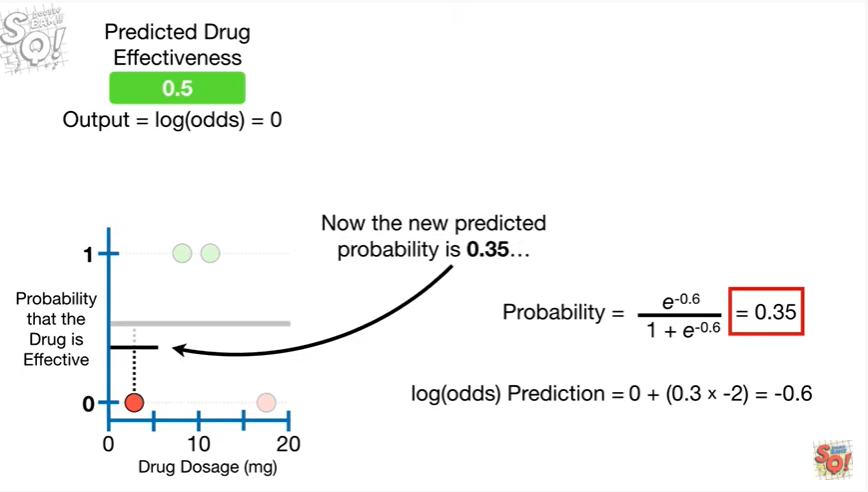 Predicted Drug
Effectiveness
0.5
Output = log(odds) = 0
Now the new predicted
probability is 0.35...
1
Probability
that the
Drug is
Effective
0
0 10 20
Drug Dosage (mg)
Probability = e^-0.6 / 1 + e^-0.6 = 0.35
log(odds) Prediction = 0 + (0.3 × -2) = -0.6
SQ!